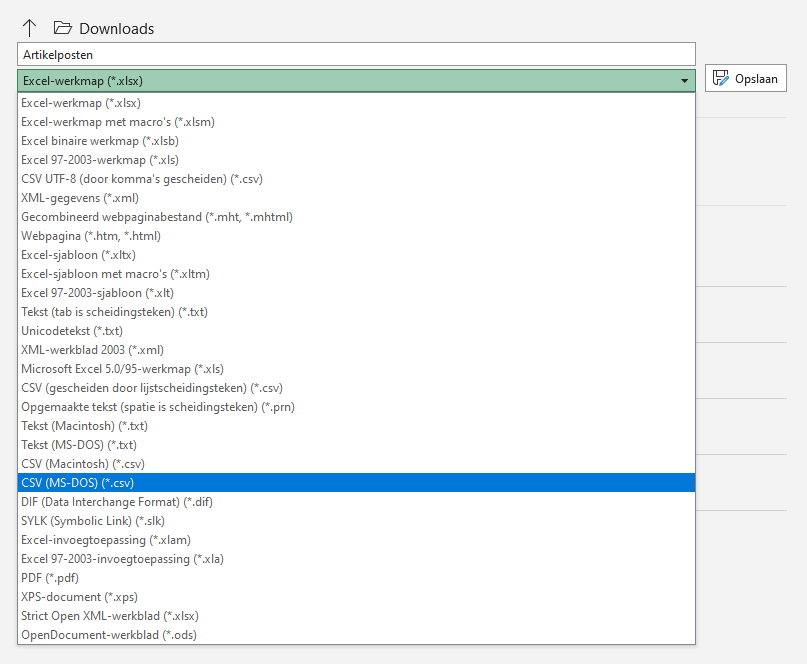 Downloads
Artikelposten
Excel-werkmap (*.xlsx)
Opslaan
Excel-werkmap (*.xlsx)
Excel-werkmap met macro's (*.xlsm)
Excel binaire werkmap (*.xlsb)
Excel 97-2003-werkmap (*.xls)
CSV UTF-8 (door komma's gescheiden) (*.csv)
XML-gegevens (*.xml)
Gecombineerd webpaginabestand (*.mht, *.mhtml)
Webpagina (*.htm, *.html)
Excel-sjabloon (*.xltx)
Excel-sjabloon met macro's (*.xltm)
Excel 97-2003-sjabloon (*.xlt)
Tekst (tab is scheidingsteken) (*.txt)
Unicodetekst (*.txt)
XML-werkblad 2003 (*.xml)
Microsoft Excel 5.0/95-werkmap (*.xls)
CSV (gescheiden door lijstscheidingsteken) (*.csv)
Opgemaakte tekst (spatie is scheidingsteken) (*.prn)
Tekst (Macintosh) (*.txt)
Tekst (MS-DOS) (*.txt)
CSV (Macintosh) (*.csv)
CSV (MS-DOS) (*.csv)
DIF (Data Interchange Format) (*.dif)
SYLK (Symbolic Link) (*.slk)
Excel-invoegtoepassing (*.xlam)
Excel 97-2003-invoegtoepassing (*.xla)
PDF (*.pdf)
XPS-document (*.xps)
Strict Open XML-werkblad (*.xlsx)
OpenDocument-werkblad (*.ods)